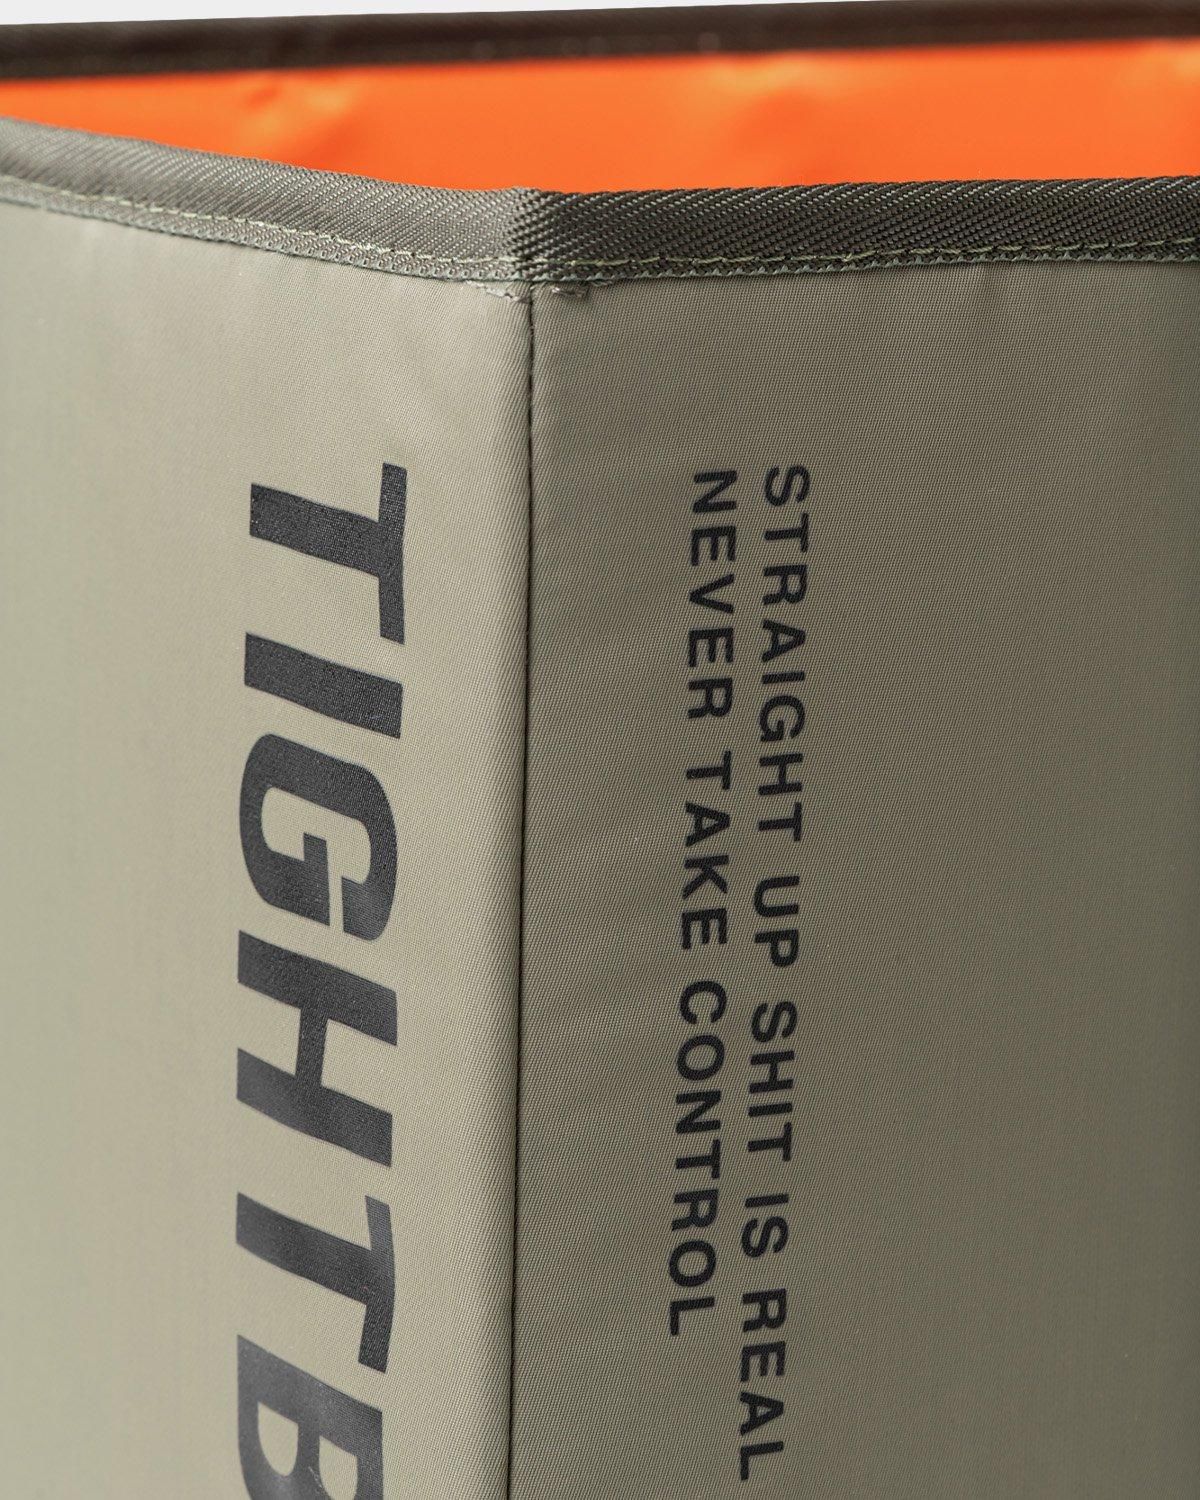 TIGHTB
STRAIGHT UP SHIT IS REAL
NEVER TAKE CONTROL